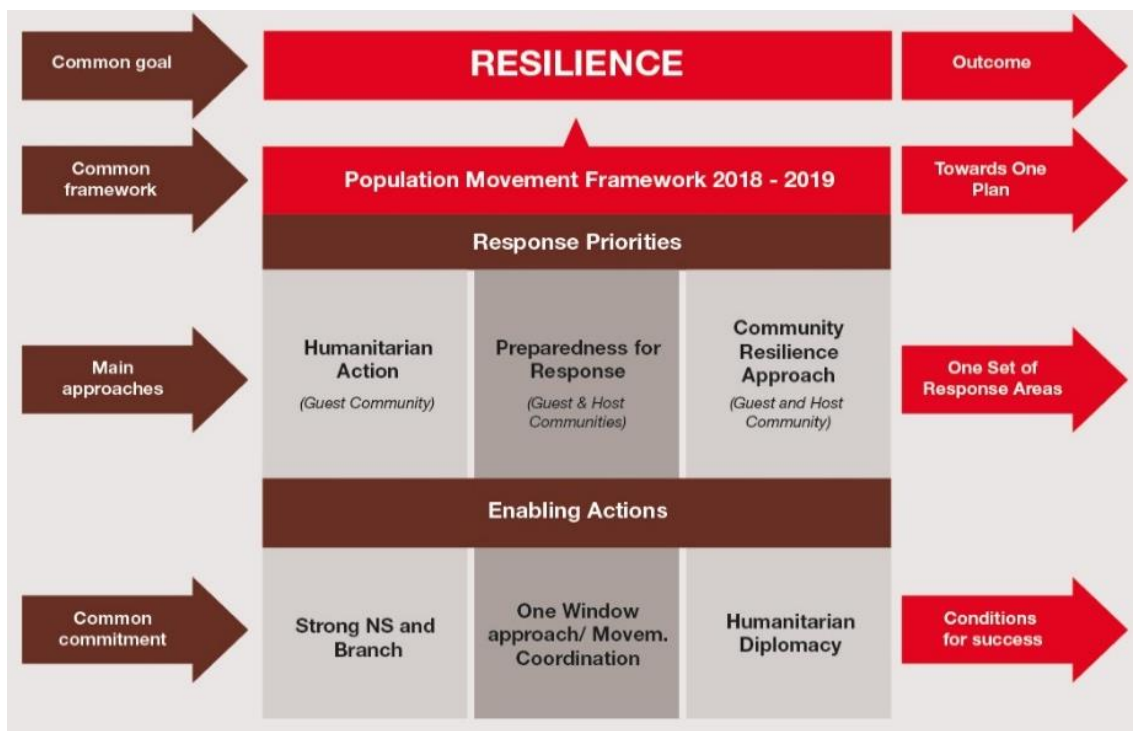 Common goal
RESILIENCE
Outcome
Common
framework
Population Movement Framework 2018 - 2019
Towards One
Plan
Response Priorities
Main
approaches
Humanitarian
Action
(Guest Community)
Preparedness for
Response
(Guest & Host
Communities)
Community
Resilience
Approach
(Guest and Host
Community)
One Set of
Response Areas
Enabling Actions
Common
commitment
Strong NS and
Branch
One Window
approach/ Movem.
Coordination
Humanitarian
Diplomacy
Conditions
for success